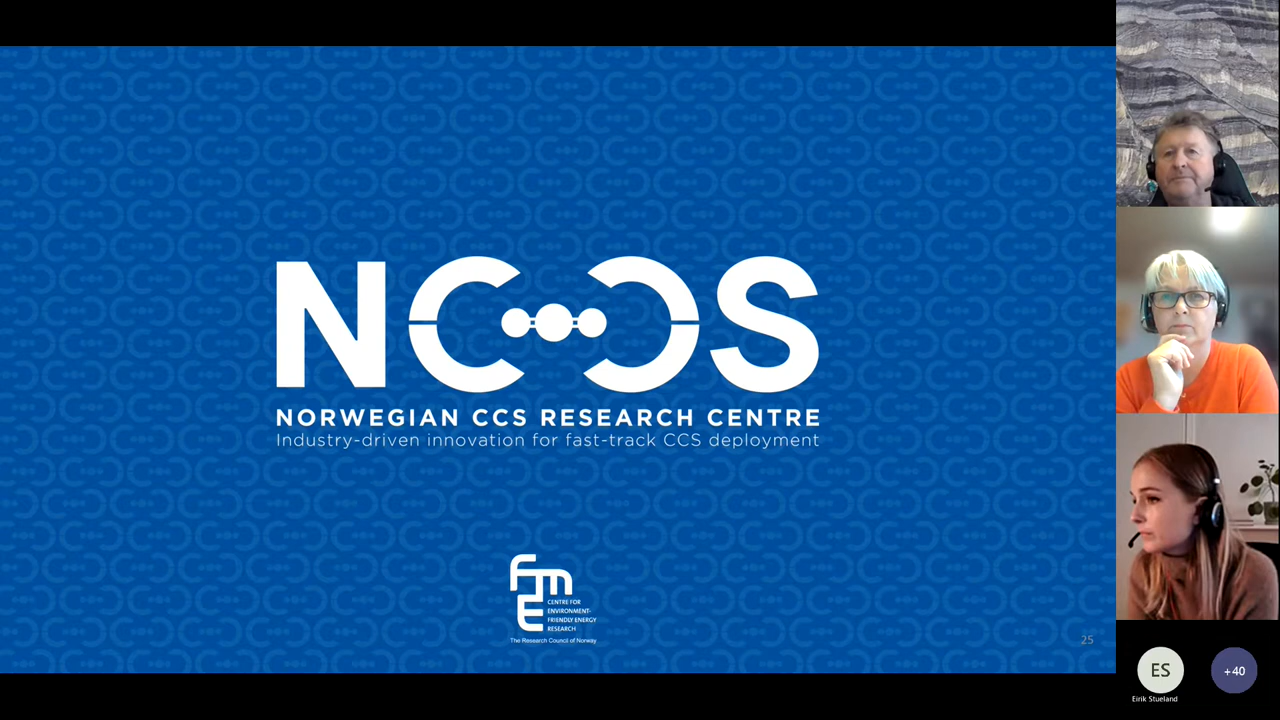 NCCS
NORWEGIAN CCS RESEARCH CENTRE
Industry-driven innovation for fast-track CCS deployment
fmE
CENTRE FOR
ENVIRONMENT-
FRIENDLY ENERGY
RESEARCH
The Research Council of Norway
25
ES
+40
Eirik Stueland